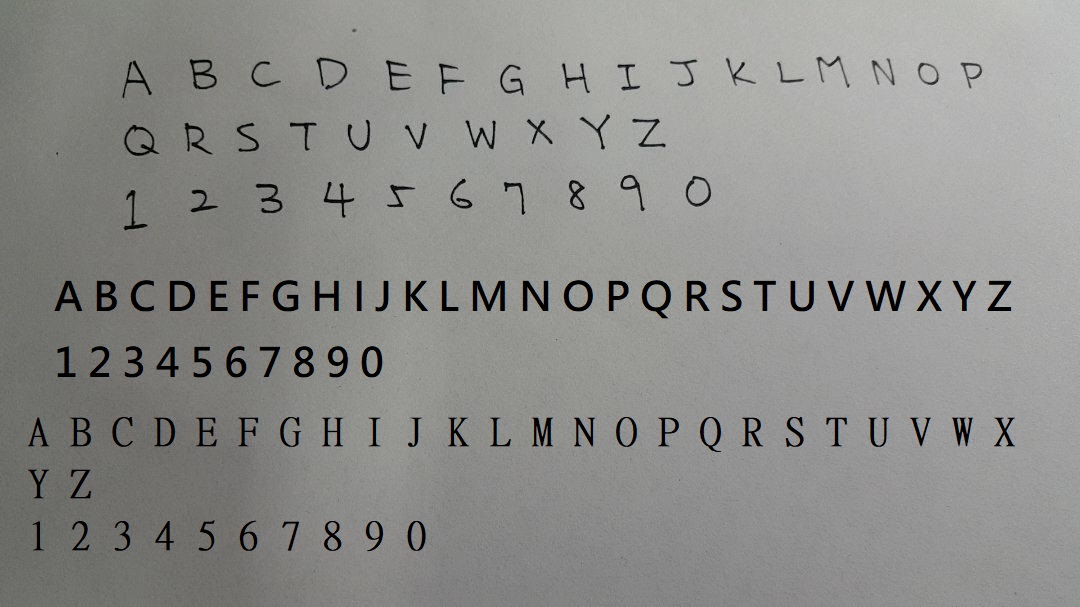 A B C D E F G H I J K L M N O P
Q R S T U V W X Y Z
1 2 3 4 5 6 7 8 9 0
A B C D E F G H I J K L M N O P Q R S T U V W X Y Z
1 2 3 4 5 6 7 8 9 0
A B C D E F G H I J K L M N O P Q R S T U V W X
Y Z
1 2 3 4 5 6 7 8 9 0